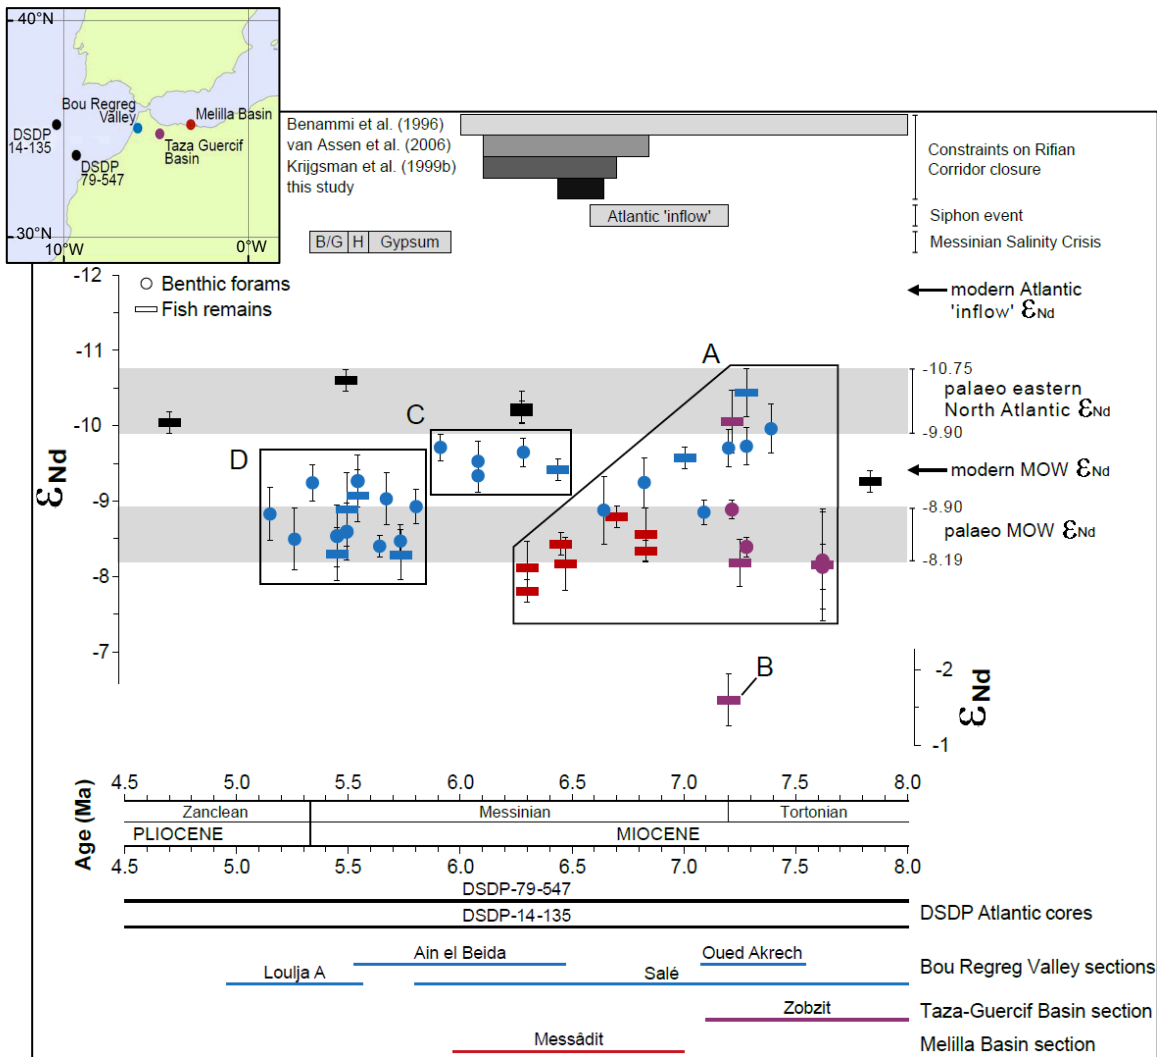 40°N
Bou Regreg
Valley
Melilla Basin
DSDP
14-135
Taza Guercif
Basin
DSDP
79-547
30°N
10°W
0°W
Benammi et al. (1996)
van Assen et al. (2006)
Krijgsman et al. (1999b)
this study
Constraints on Rifian
Corridor closure
Atlantic 'inflow'
Siphon event
B/G
H
Gypsum
Messinian Salinity Crisis
-12
Benthic forams
Fish remains
modern Atlantic
'inflow' εNd
-11
A
-10.75
palaeo eastern
North Atlantic εNd
C
-10
-9.90
D
modern MOW εNd
εNd
-9
-8.90
palaeo MOW εNd
-8.19
-8
-7
B
-2
εNd
-1
4.5 5.0 5.5 6.0 6.5 7.0 7.5 8.0
Age (Ma)
Zanclean Messinian Tortonian
PLIOCENE MIOCENE
4.5 5.0 5.5 6.0 6.5 7.0 7.5 8.0
DSDP-79-547
DSDP-14-135
DSDP Atlantic cores
Ain el Beida
Oued Akrech
Loulja A
Salé
Bou Regreg Valley sections
Zobzit
Taza-Guercif Basin section
Messâdit
Melilla Basin section